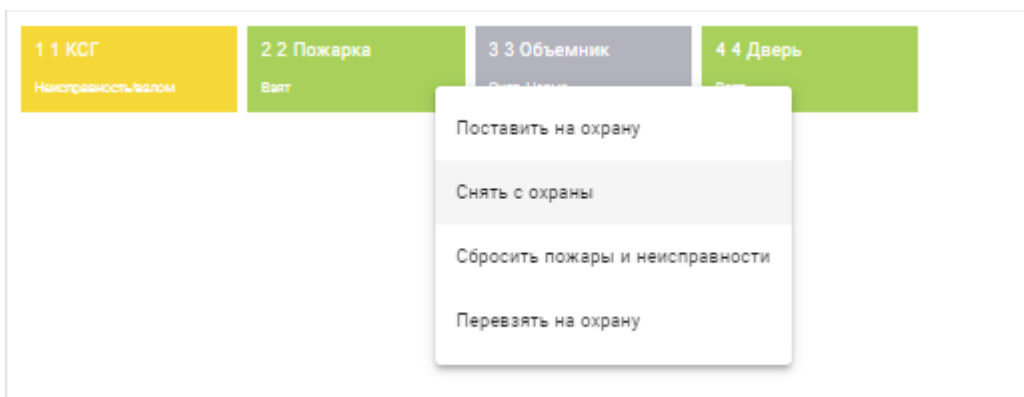 1 1 КСГ
Неисправность/взлом
2 2 Пожарка
Взят
3 3 Объемник
4 4 Дверь
Поставить на охрану
Снять с охраны
Сбросить пожары и неисправности
Перевзять на охрану